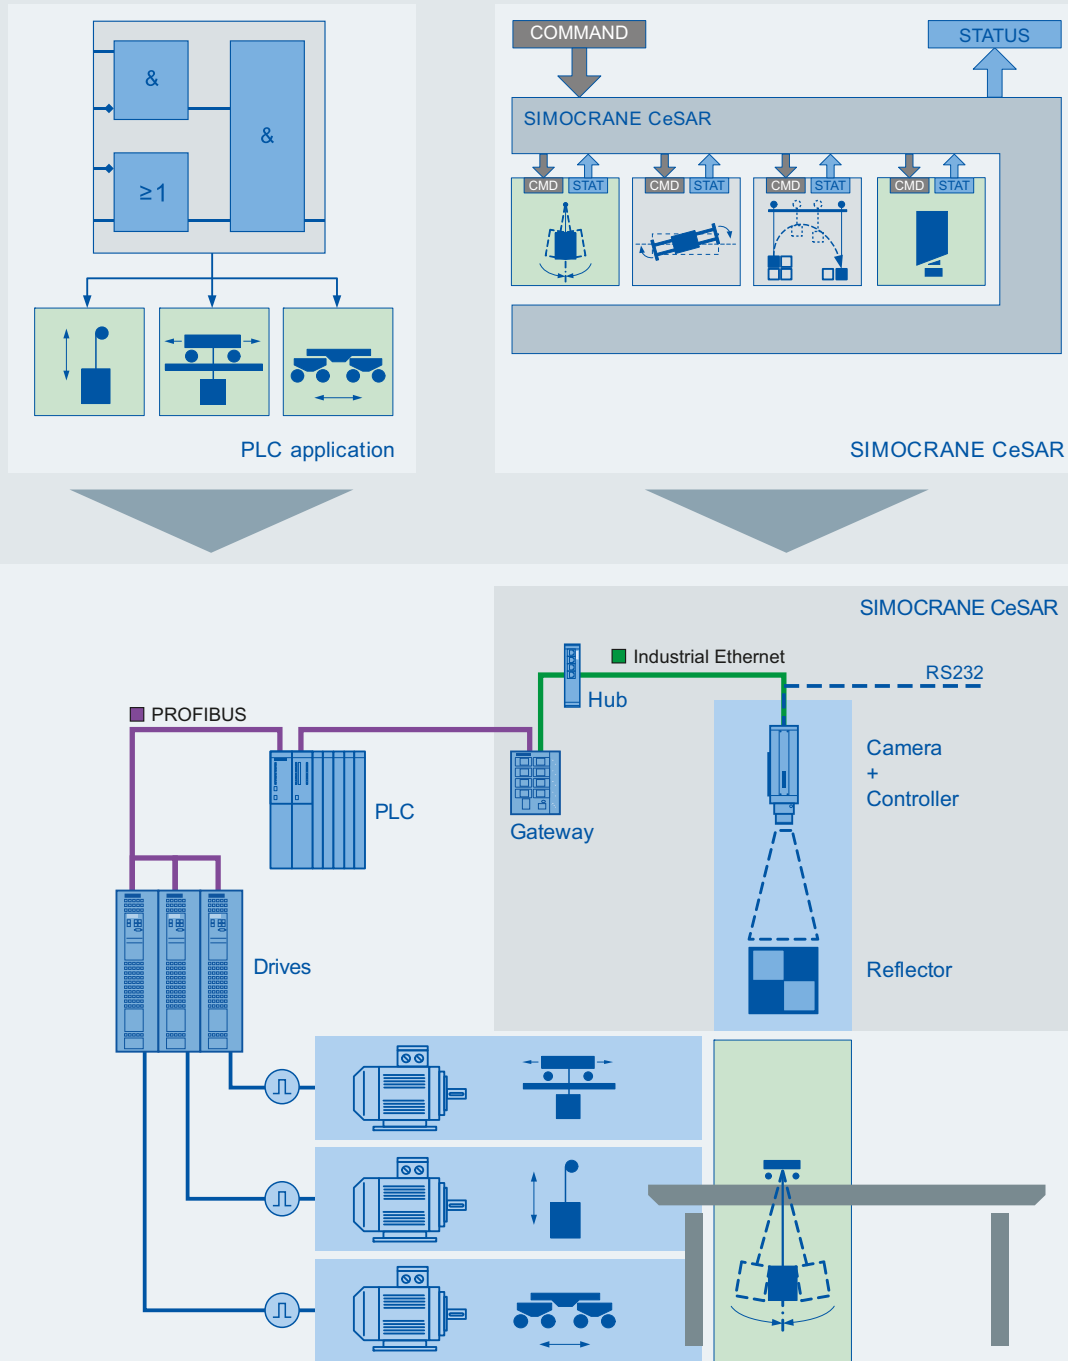 &
&
≥1
PLC application
COMMAND
STATUS
SIMOCRANE CeSAR
CMD STAT
CMD STAT
CMD STAT
CMD STAT
SIMOCRANE CeSAR
SIMOCRANE CeSAR
Industrial Ethernet
RS232
Hub
PROFIBUS
Camera
+
Controller
PLC
Gateway
Drives
Reflector